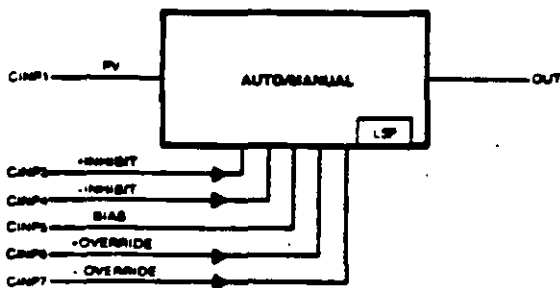 CINP1 PV AUTO/MANUAL OUT
LSP
CINP3 +INHIBIT
CINP4 -INHIBIT
CINP5 BIAS
CINP6 +OVERRIDE
CINP7 -OVERRIDE